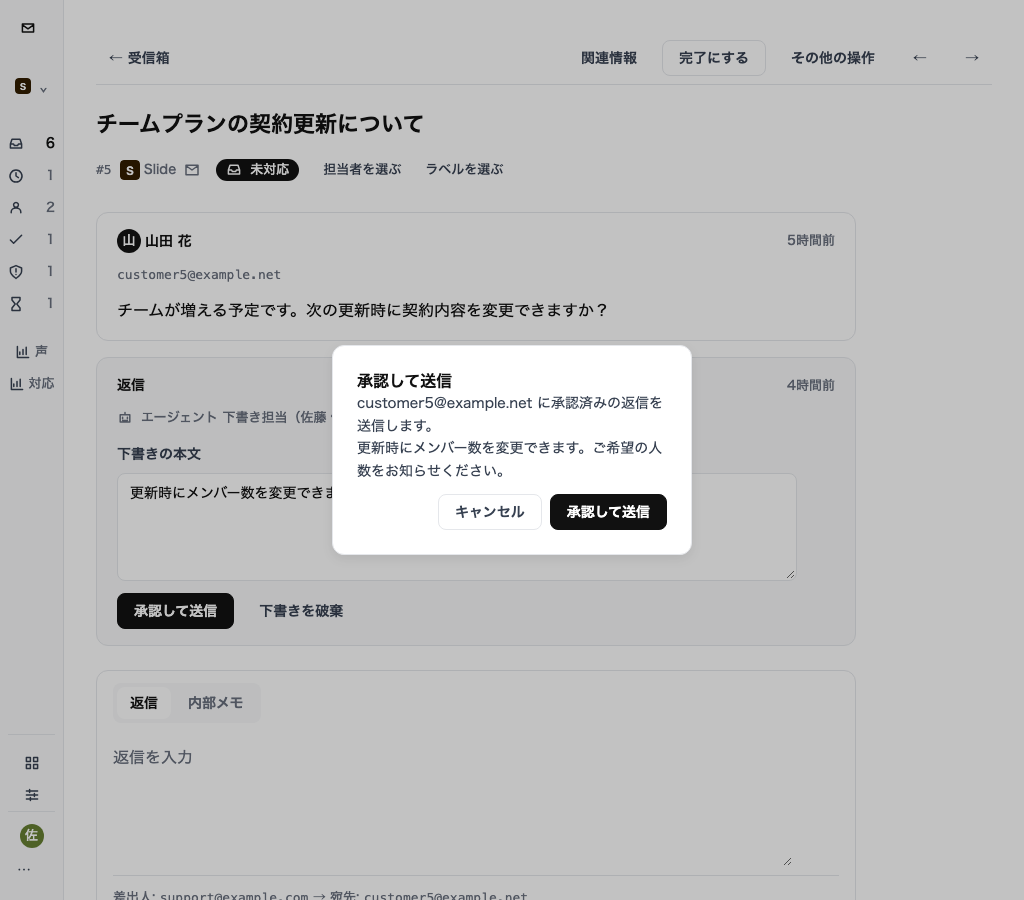 ← 受信箱
関連情報
完了にする
その他の操作
←
→
S
チームプランの契約更新について
#5
S
Slide
未対応
担当者を選ぶ
ラベルを選ぶ
6
1
2
1
1
1
声
対応
山
山田 花
5時間前
customer5@example.net
チームが増える予定です。次の更新時に契約内容を変更できますか？
返信
4時間前
エージェント 下書き担当（佐藤
下書きの本文
更新時にメンバー数を変更できま
承認して送信
customer5@example.net に承認済みの返信を
送信します。
更新時にメンバー数を変更できます。ご希望の人
数をお知らせください。
キャンセル
承認して送信
承認して送信
下書きを破棄
返信
内部メモ
返信を入力
佐
…
差出人: support@example.com → 宛先: customer5@example.net